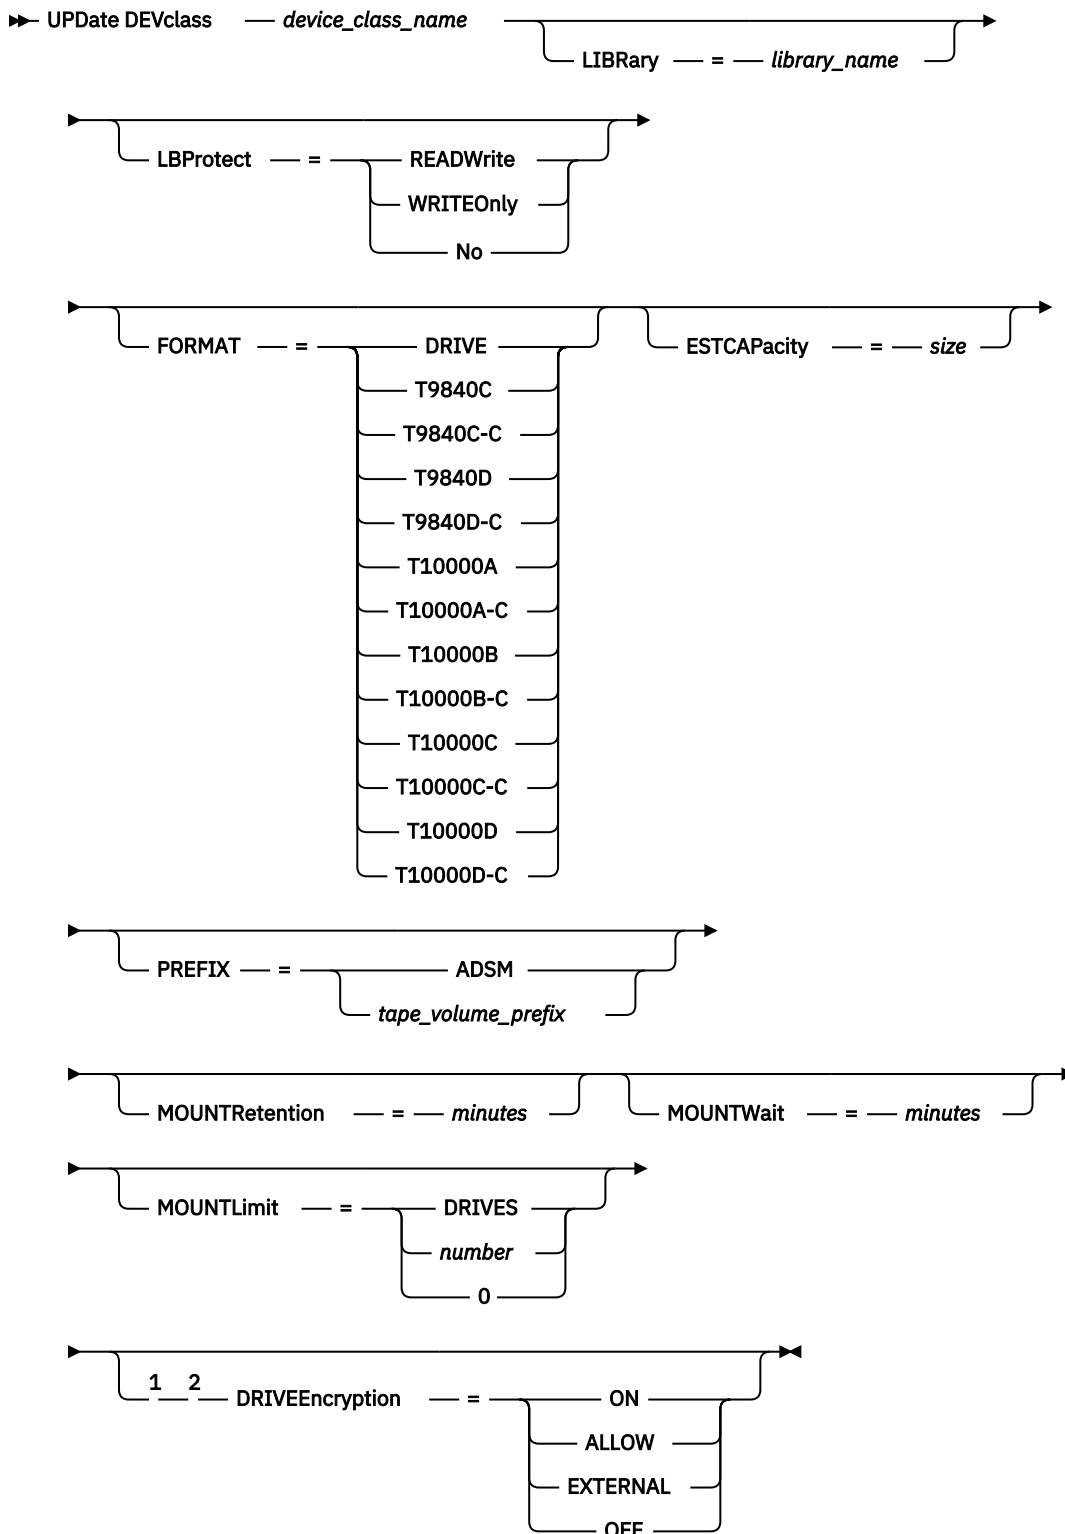 UPDate DEVclass device_class_name
LIBRary = library_name
LBProtect = READWrite
WRITEOnly
No
FORMAT = DRIVE ESTCAPacity = size
T9840C
T9840C-C
T9840D
T9840D-C
T10000A
T10000A-C
T10000B
T10000B-C
T10000C
T10000C-C
T10000D
T10000D-C
PREFIX = ADSM
tape_volume_prefix
MOUNTRetention = minutes MOUNTWait = minutes
MOUNTLimit = DRIVES
number
0
1 2 DRIVEEncryption = ON
ALLOW
EXTERNAL
OFF